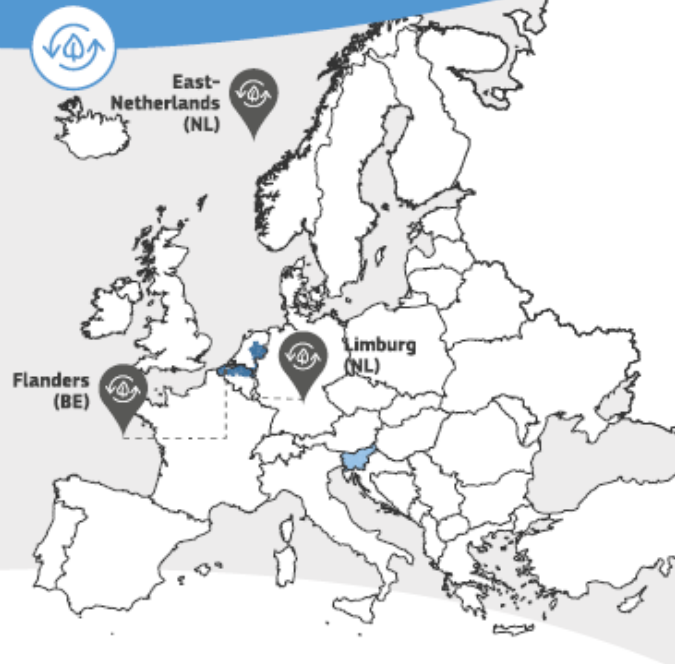 East-
Netherlands
(NL)
Limburg
(NL)
Flanders
(BE)